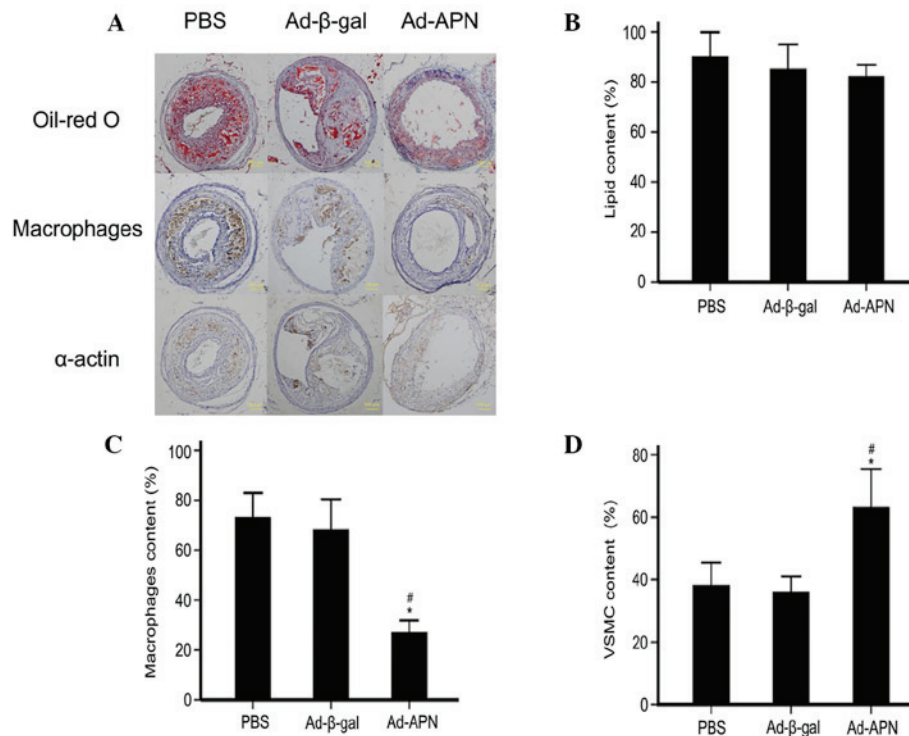 A
PBS
Ad-β-gal
Ad-APN
Oil-red O
Macrophages
α-actin
B
Lipid content (%)
100
80
60
40
20
0
PBS
Ad-β-gal
Ad-APN
C
Macrophages content (%)
100
80
60
40
20
0
#
*
PBS
Ad-β-gal
Ad-APN
D
VSMC content (%)
80
60
40
20
0
#
*
PBS
Ad-β-gal
Ad-APN